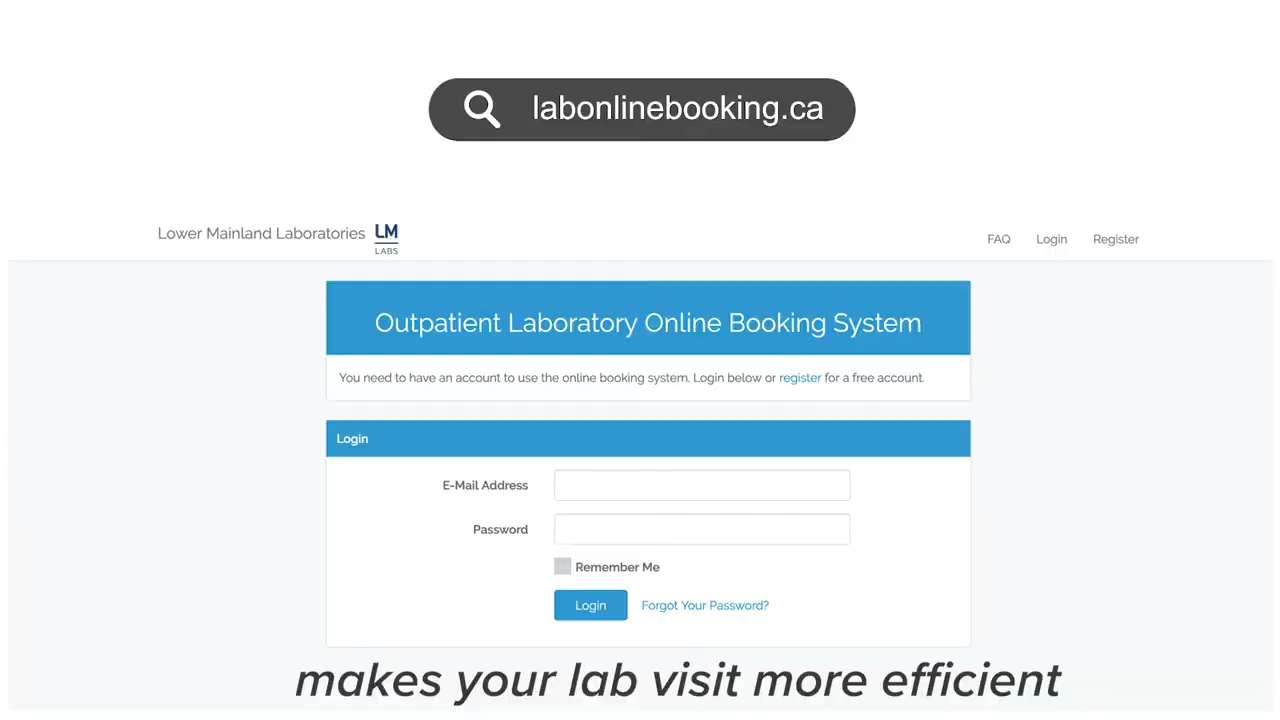 labonlinebooking.ca
Lower Mainland Laboratories LM LABS
FAQ Login Register
Outpatient Laboratory Online Booking System
You need to have an account to use the online booking system. Login below or register for a free account.
Login
E-Mail Address
Password
Remember Me
Login Forgot Your Password?
makes your lab visit more efficient